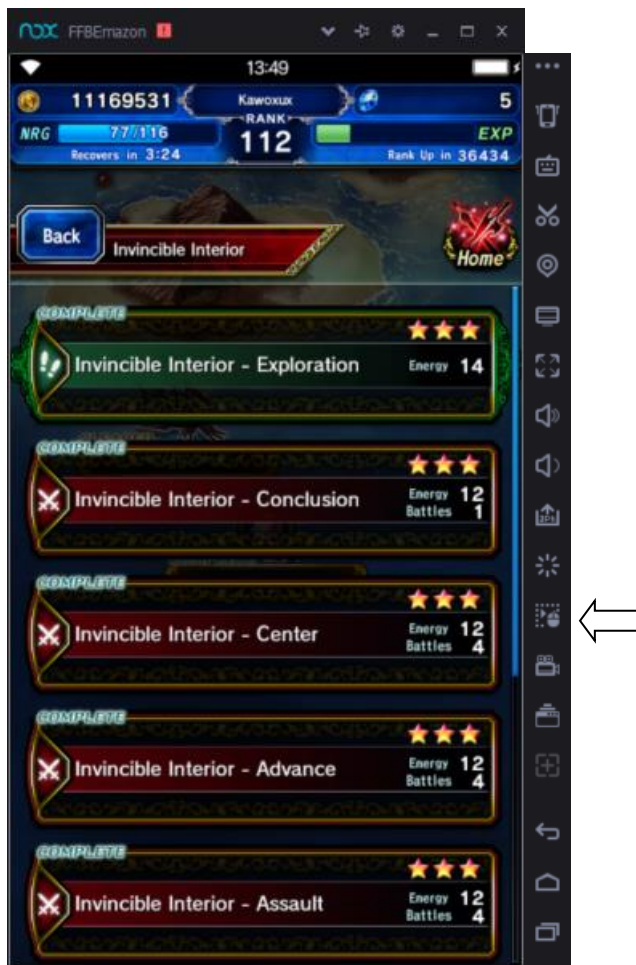 nox FFBEmazon
13:49
11169531 Kawoxux 5
NRG 77/116 RANK 112 EXP
Recovers in 3:24 Rank Up in 36434
Back Invincible Interior Home
COMPLETE
Invincible Interior - Exploration Energy 14
COMPLETE
Invincible Interior - Conclusion Energy 12
Battles 1
COMPLETE
Invincible Interior - Center Energy 12
Battles 4
COMPLETE
Invincible Interior - Advance Energy 12
Battles 4
COMPLETE
Invincible Interior - Assault Energy 12
Battles 4